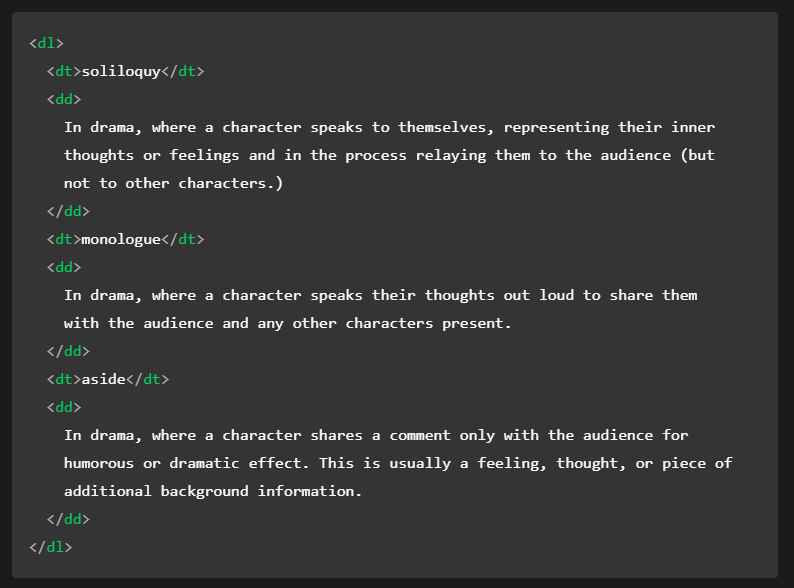 <dl>
  <dt>soliloquy</dt>
  <dd>
    In drama, where a character speaks to themselves, representing their inner
    thoughts or feelings and in the process relaying them to the audience (but
    not to other characters.)
  </dd>
  <dt>monologue</dt>
  <dd>
    In drama, where a character speaks their thoughts out loud to share them
    with the audience and any other characters present.
  </dd>
  <dt>aside</dt>
  <dd>
    In drama, where a character shares a comment only with the audience for
    humorous or dramatic effect. This is usually a feeling, thought, or piece of
    additional background information.
  </dd>
</dl>